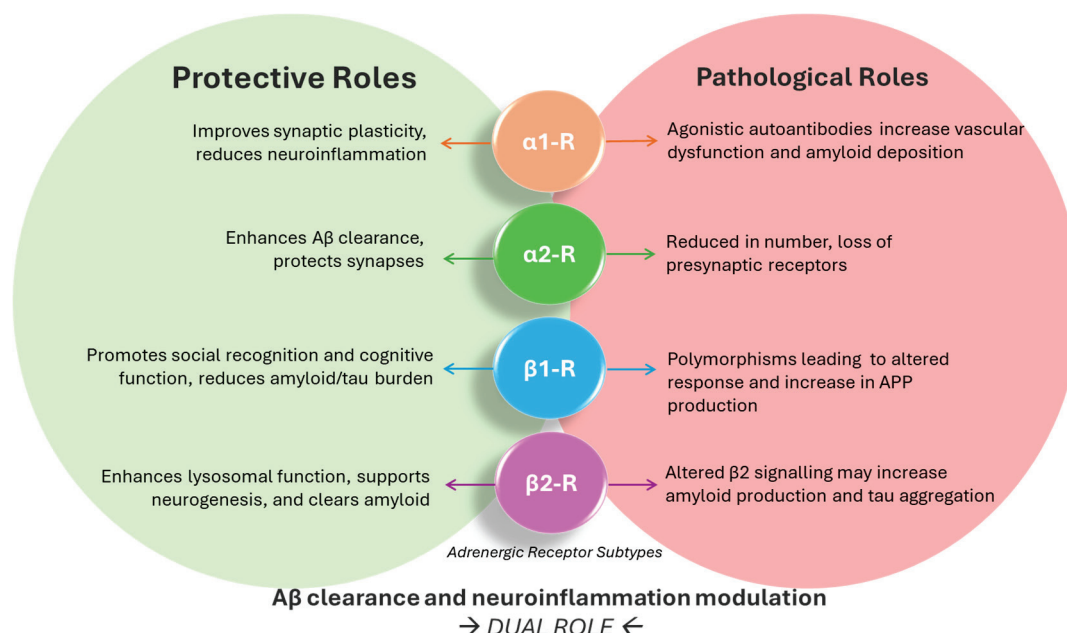 Protective Roles
Pathological Roles
Improves synaptic plasticity,
reduces neuroinflammation
α1-R
Agonistic autoantibodies increase vascular
dysfunction and amyloid deposition
Enhances Aβ clearance,
protects synapses
α2-R
Reduced in number, loss of
presynaptic receptors
Promotes social recognition and cognitive
function, reduces amyloid/tau burden
β1-R
Polymorphisms leading to altered
response and increase in APP
production
Enhances lysosomal function, supports
neurogenesis, and clears amyloid
β2-R
Altered β2 signalling may increase
amyloid production and tau aggregation
Adrenergic Receptor Subtypes
Aβ clearance and neuroinflammation modulation
→ DUAL ROLE ←